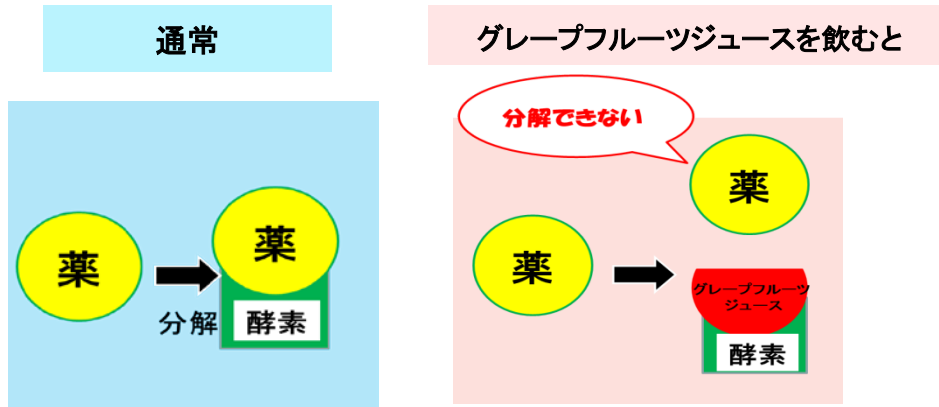 通常
薬
薬
分解
酵素
グレープフルーツジュースを飲むと
分解できない
薬
薬
グレープフルーツ
ジュース
酵素